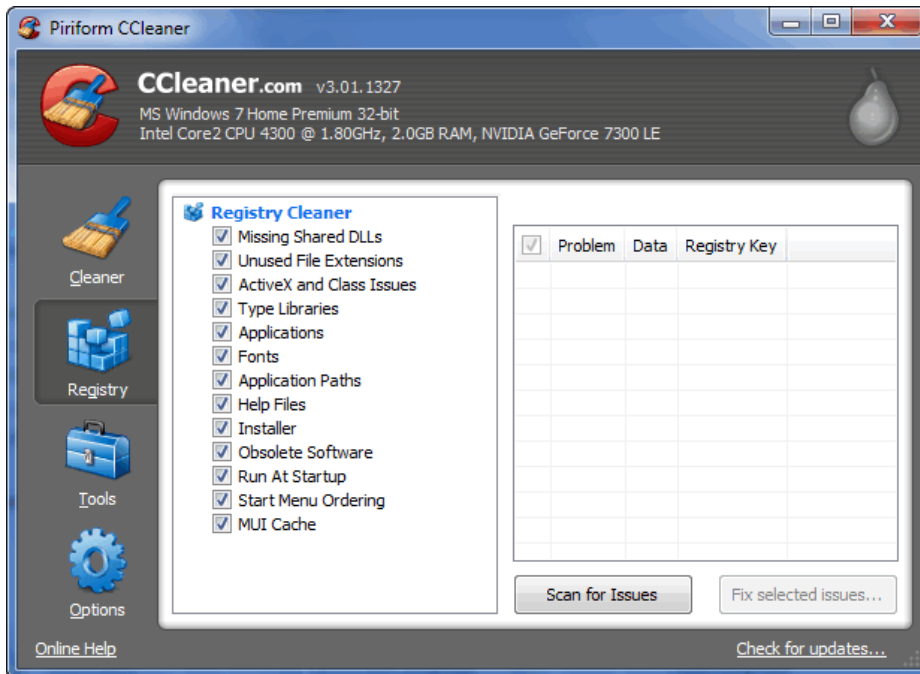 Piriform CCleaner
CCleaner.com v3.01.1327
MS Windows 7 Home Premium 32-bit
Intel Core2 CPU 4300 @ 1.80GHz, 2.0GB RAM, NVIDIA GeForce 7300 LE
Cleaner
Registry
Tools
Options
Registry Cleaner
Missing Shared DLLs
Unused File Extensions
ActiveX and Class Issues
Type Libraries
Applications
Fonts
Application Paths
Help Files
Installer
Obsolete Software
Run At Startup
Start Menu Ordering
MUI Cache
Problem Data Registry Key
Scan for Issues Fix selected issues...
Online Help Check for updates...